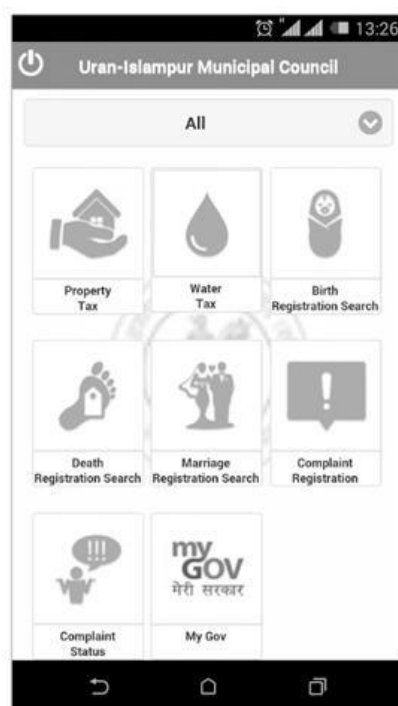 13:26
Uran-Islampur Municipal Council
All
Property
Tax
Water
Tax
Birth
Registration Search
Death
Registration Search
Marriage
Registration Search
Complaint
Registration
!!!
my
GOV
मेरी सरकार
Complaint
Status
My Gov